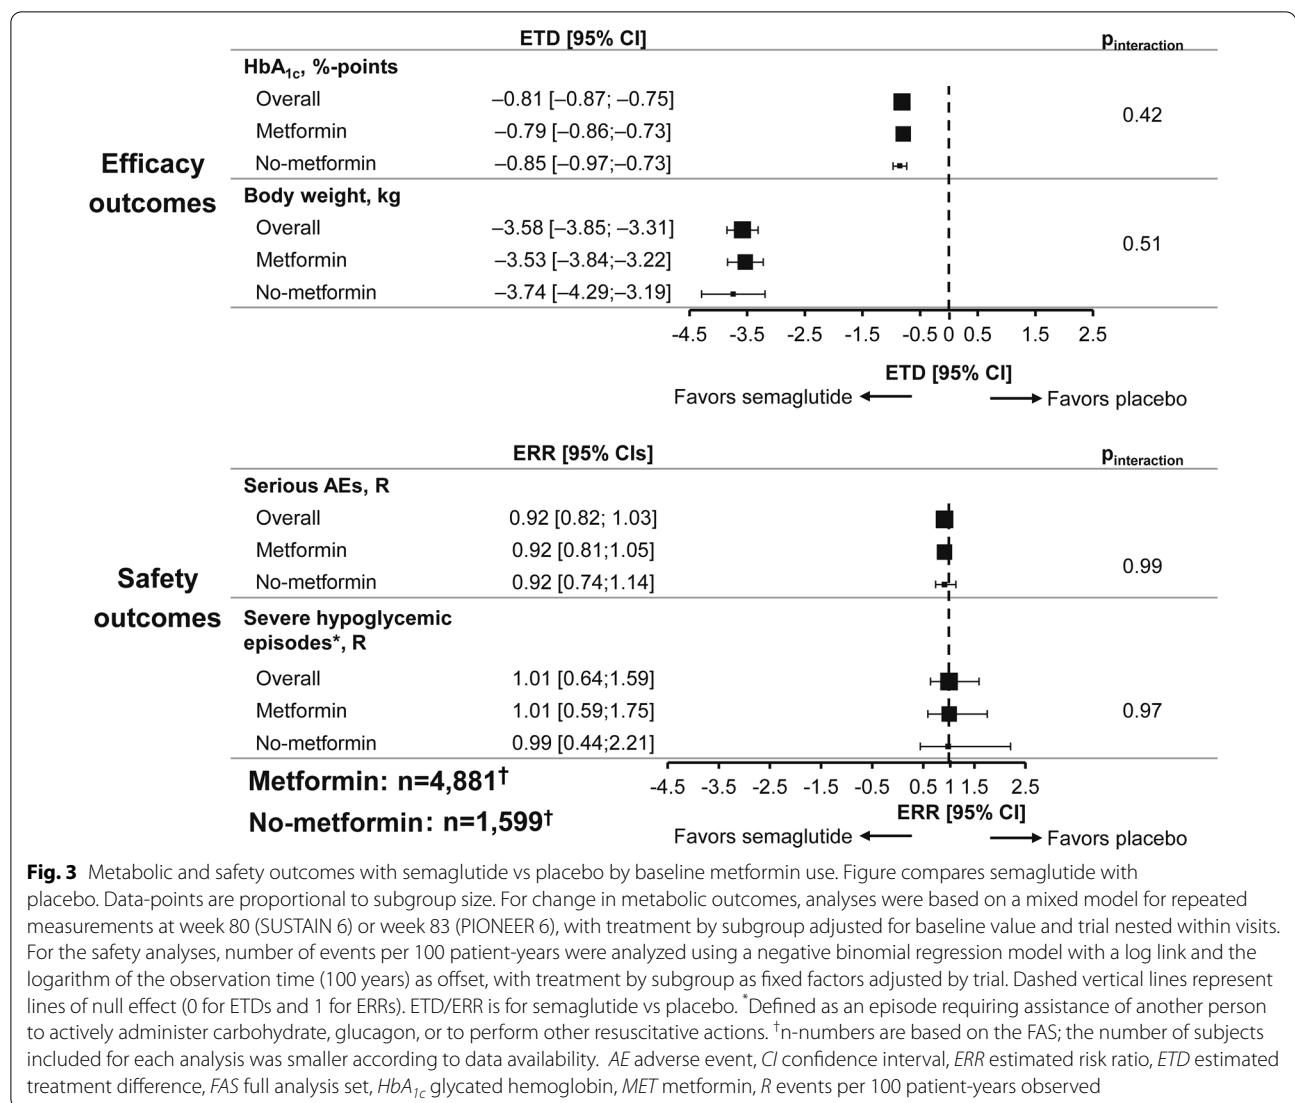 ETD [95% CI] pinteraction
HbA1c, %-points
Overall –0.81 [–0.87; –0.75]
0.42
Metformin –0.79 [–0.86;–0.73]
No-metformin –0.85 [–0.97;–0.73]
Efficacy
outcomes
Body weight, kg
Overall –3.58 [–3.85; –3.31]
0.51
Metformin –3.53 [–3.84;–3.22]
No-metformin –3.74 [–4.29;–3.19]
-4.5 -3.5 -2.5 -1.5 -0.5 0 0.5 1.5 2.5
ETD [95% CI]
Favors semaglutide Favors placebo
ERR [95% CIs] pinteraction
Serious AEs, R
Overall 0.92 [0.82; 1.03]
Metformin 0.92 [0.81;1.05]
0.99
No-metformin 0.92 [0.74;1.14]
Safety
outcomes
Severe hypoglycemic
episodes*, R
Overall 1.01 [0.64;1.59]
Metformin 1.01 [0.59;1.75]
0.97
No-metformin 0.99 [0.44;2.21]
Metformin: n=4,881†
No-metformin: n=1,599†
-4.5 -3.5 -2.5 -1.5 -0.5 0.5 1 1.5 2.5
ERR [95% CI]
Favors semaglutide Favors placebo
Fig. 3 Metabolic and safety outcomes with semaglutide vs placebo by baseline metformin use. Figure compares semaglutide with
placebo. Data-points are proportional to subgroup size. For change in metabolic outcomes, analyses were based on a mixed model for repeated
measurements at week 80 (SUSTAIN 6) or week 83 (PIONEER 6), with treatment by subgroup adjusted for baseline value and trial nested within visits.
For the safety analyses, number of events per 100 patient-years were analyzed using a negative binomial regression model with a log link and the
logarithm of the observation time (100 years) as offset, with treatment by subgroup as fixed factors adjusted by trial. Dashed vertical lines represent
lines of null effect (0 for ETDs and 1 for ERRs). ETD/ERR is for semaglutide vs placebo. *Defined as an episode requiring assistance of another person
to actively administer carbohydrate, glucagon, or to perform other resuscitative actions. †n-numbers are based on the FAS; the number of subjects
included for each analysis was smaller according to data availability. AE adverse event, CI confidence interval, ERR estimated risk ratio, ETD estimated
treatment difference, FAS full analysis set, HbA1c glycated hemoglobin, MET metformin, R events per 100 patient-years observed